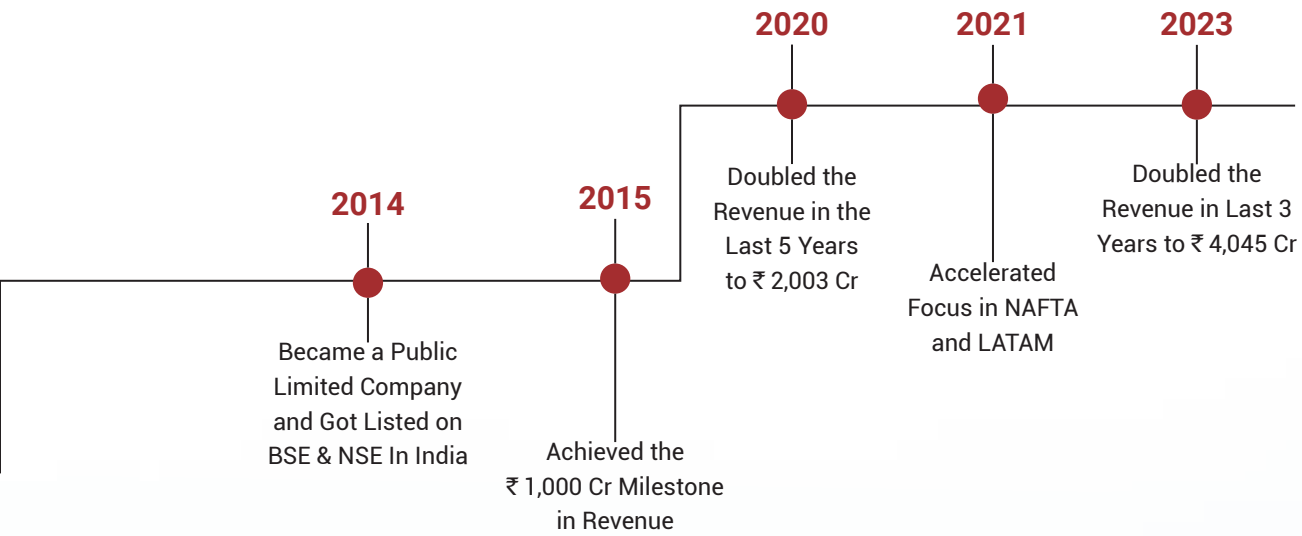 2014
Became a Public
Limited Company
and Got Listed on
BSE & NSE In India
2015
Achieved the
₹ 1,000 Cr Milestone
in Revenue
2020
Doubled the
Revenue in the
Last 5 Years
to ₹ 2,003 Cr
2021
Accelerated
Focus in NAFTA
and LATAM
2023
Doubled the
Revenue in Last 3
Years to ₹ 4,045 Cr